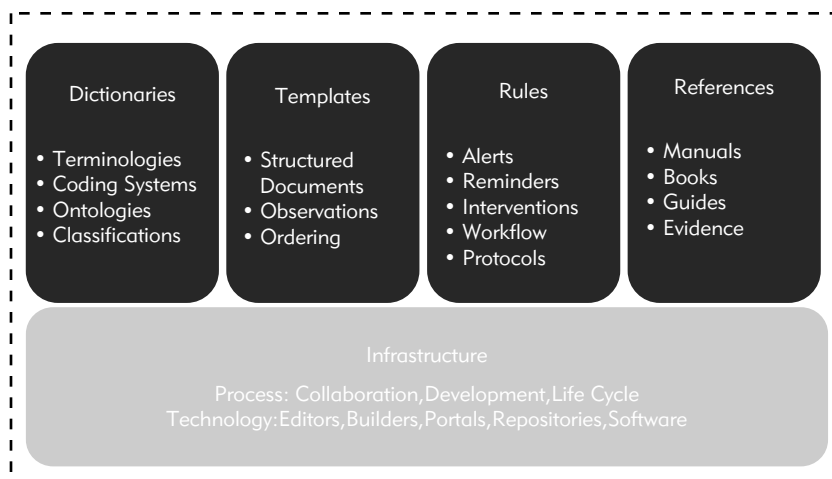 Dictionaries
• Terminologies
• Coding Systems
• Ontologies
• Classifications
Templates
• Structured
Documents
• Observations
• Ordering
Rules
• Alerts
• Reminders
• Interventions
• Workflow
• Protocols
References
• Manuals
• Books
• Guides
• Evidence
Infrastructure
Process: Collaboration,Development,Life Cycle
Technology:Editors,Builders,Portals,Repositories,Software